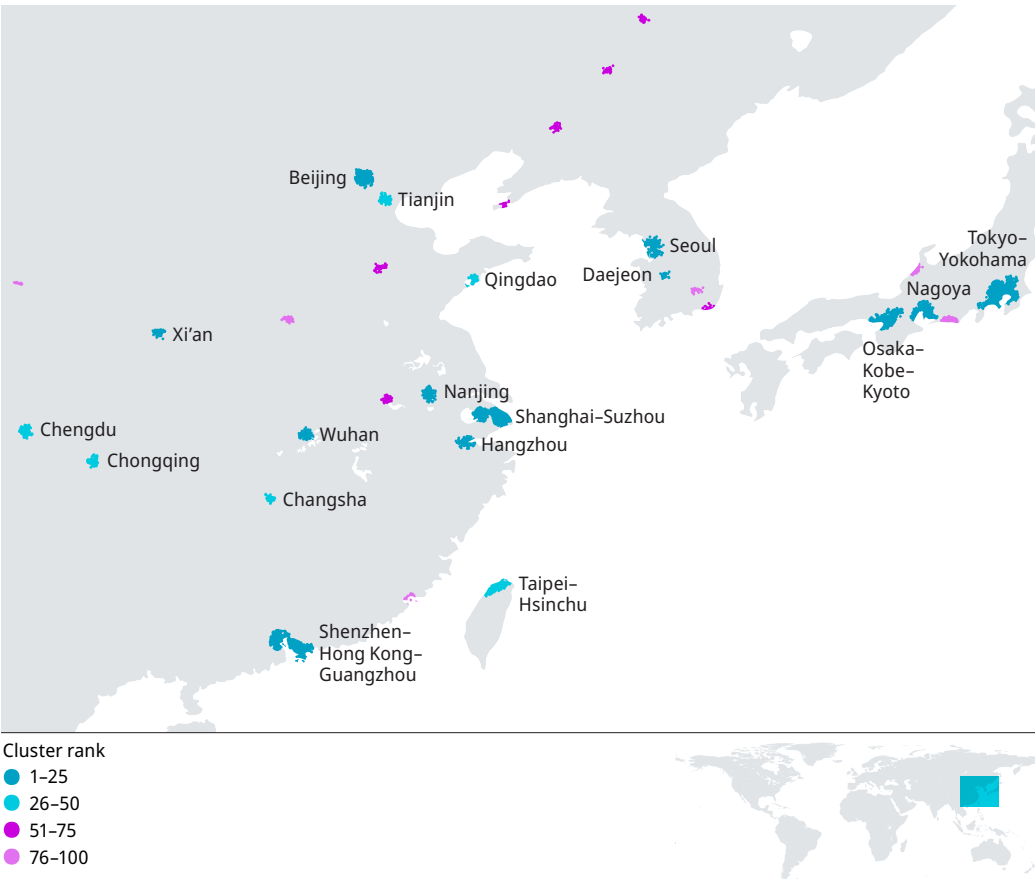 Beijing
Tianjin
Seoul
Tokyo–
Yokohama
Daejeon
Qingdao
Nagoya
Xi’an
Osaka–
Kobe–
Kyoto
Nanjing
Shanghai–Suzhou
Chengdu
Wuhan
Hangzhou
Chongqing
Changsha
Taipei–
Hsinchu
Shenzhen–
Hong Kong–
Guangzhou
Cluster rank
1–25
26–50
51–75
76–100